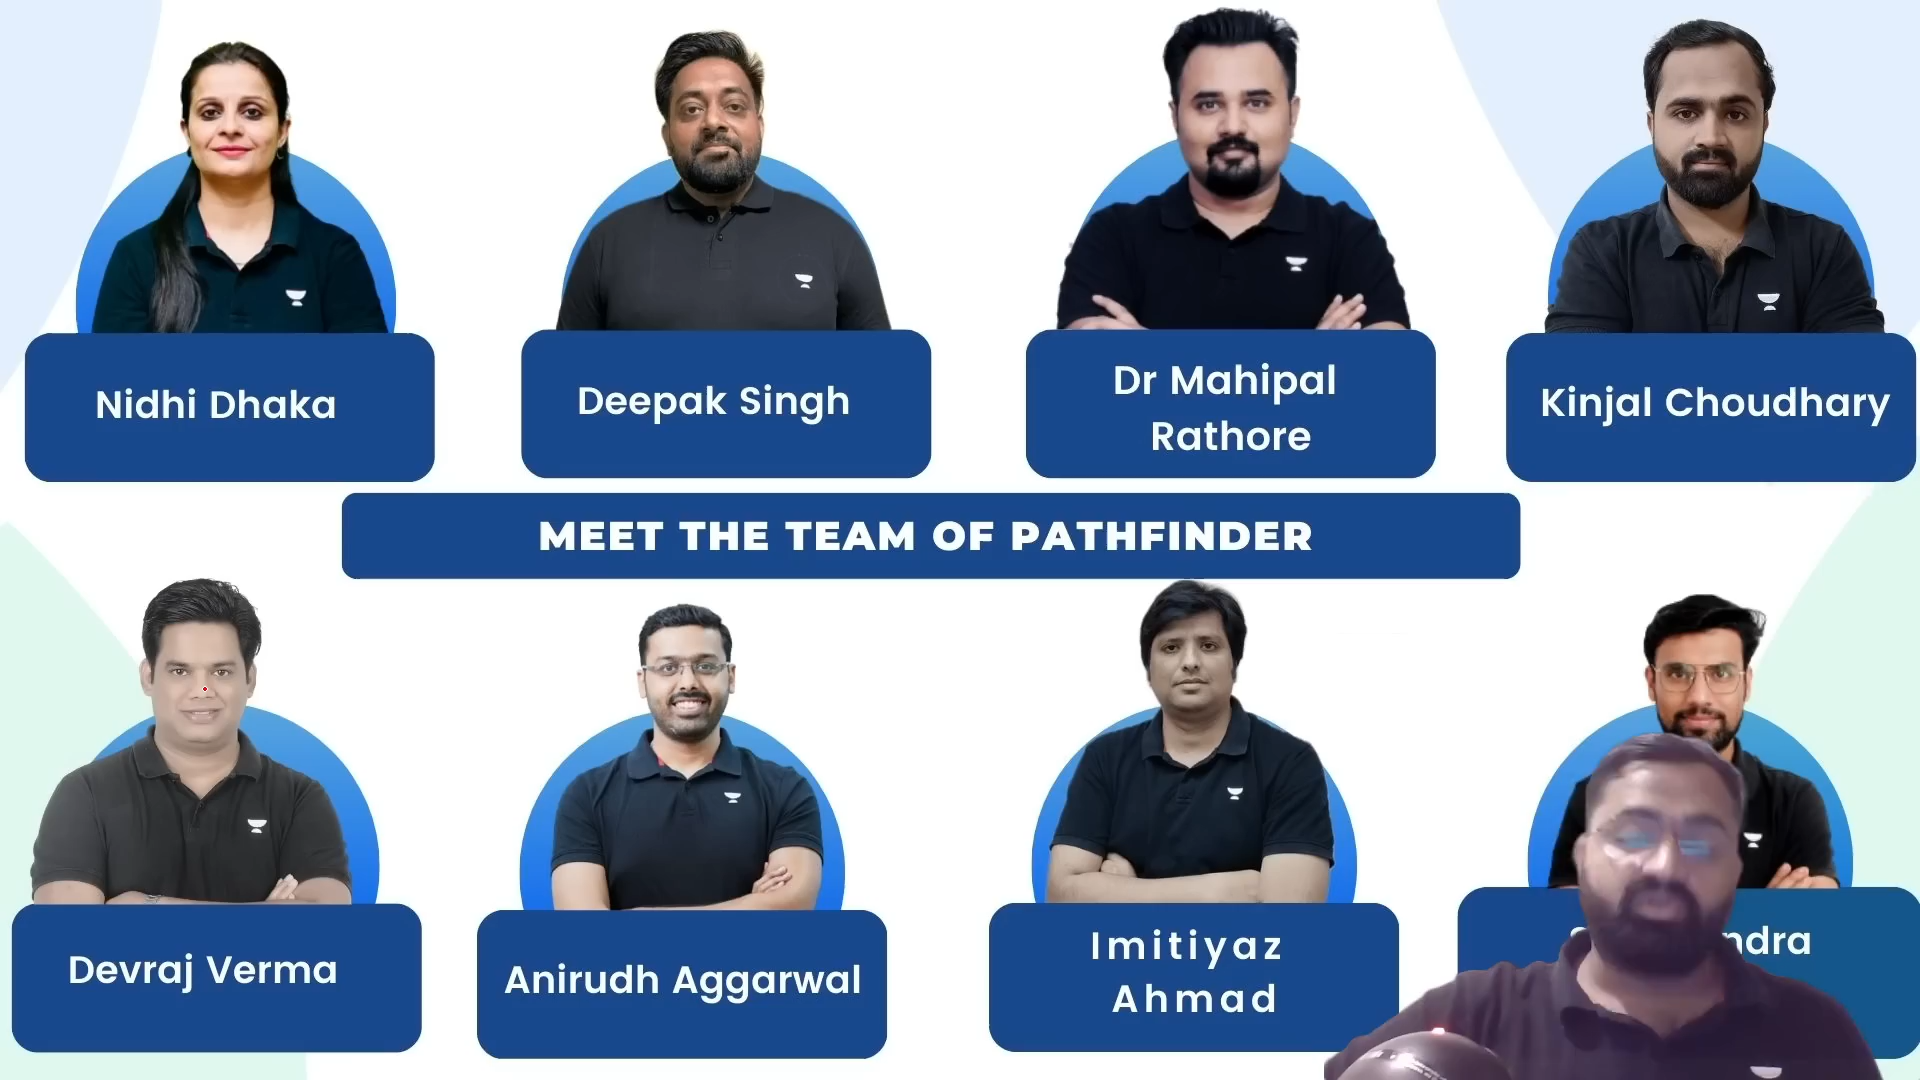 Nidhi Dhaka
Deepak Singh
Dr Mahipal
Rathore
Kinjal Choudhary
MEET THE TEAM OF PATHFINDER
Devraj Verma
Anirudh Aggarwal
Imitiyaz
Ahmad